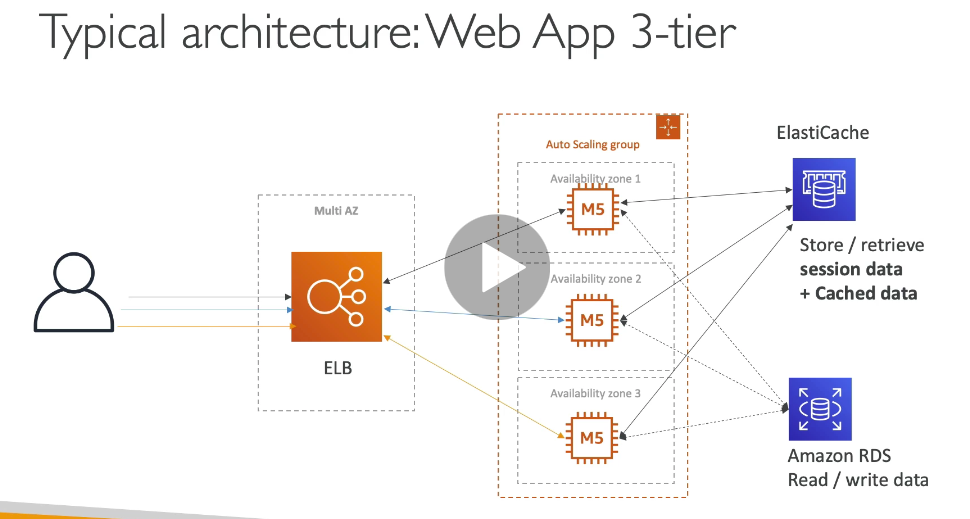 Typical architecture: Web App 3-tier
ElastiCache
Auto Scaling group
Availability zone 1
M5
Multi AZ
Store / retrieve
session data
+ Cached data
Availability zone 2
M5
ELB
Availability zone 3
M5
Amazon RDS
Read / write data